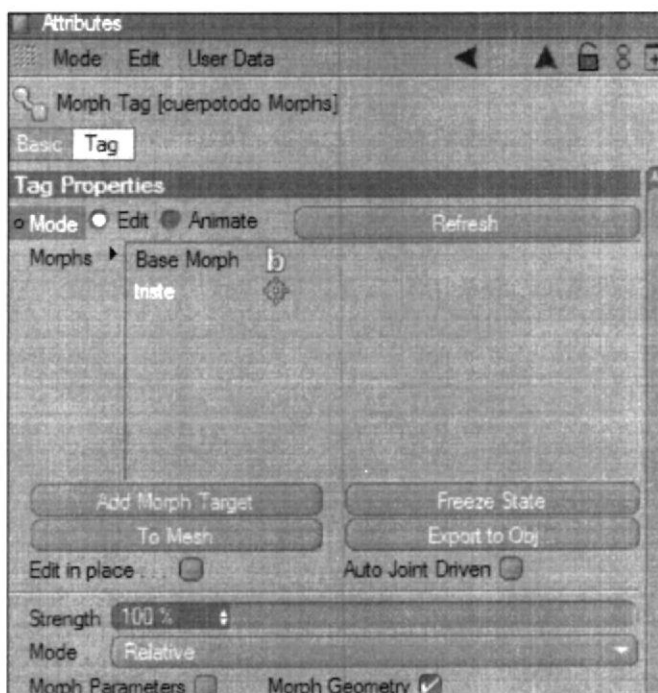 Attributes
Mode Edit User Data
Morph Tag [cuerpotodo Morphs]
Basic Tag
Tag Properties
Mode Edit Animate Refresh
Morphs Base Morph b
triste
Add Morph Target Freeze State
To Mesh Export to Obj...
Edit in place . . . Auto Joint Driven
Strength 100 %
Mode . Relative
Morph Parameters Morph Geometry